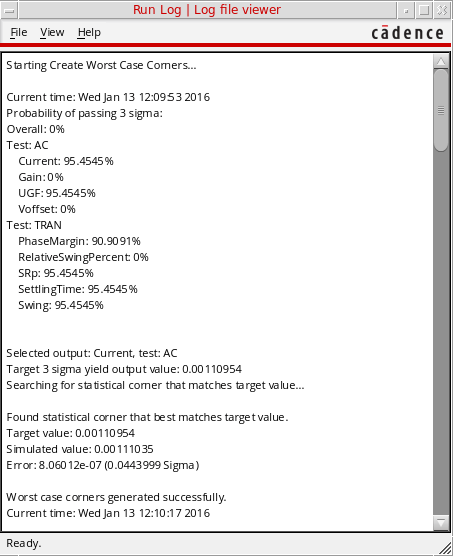 Run Log | Log file viewer
File View Help
cādence
Starting Create Worst Case Corners...
Current time: Wed Jan 13 12:09:53 2016
Probability of passing 3 sigma:
Overall: 0%
Test: AC
Current: 95.4545%
Gain: 0%
UGF: 95.4545%
Voffset: 0%
Test: TRAN
PhaseMargin: 90.9091%
RelativeSwingPercent: 0%
SRp: 95.4545%
SettlingTime: 95.4545%
Swing: 95.4545%
Selected output: Current, test: AC
Target 3 sigma yield output value: 0.00110954
Searching for statistical corner that matches target value...
Found statistical corner that best matches target value.
Target value: 0.00110954
Simulated value: 0.00111035
Error: 8.06012e-07 (0.0443999 Sigma)
Worst case corners generated successfully.
Current time: Wed Jan 13 12:10:17 2016
Ready.